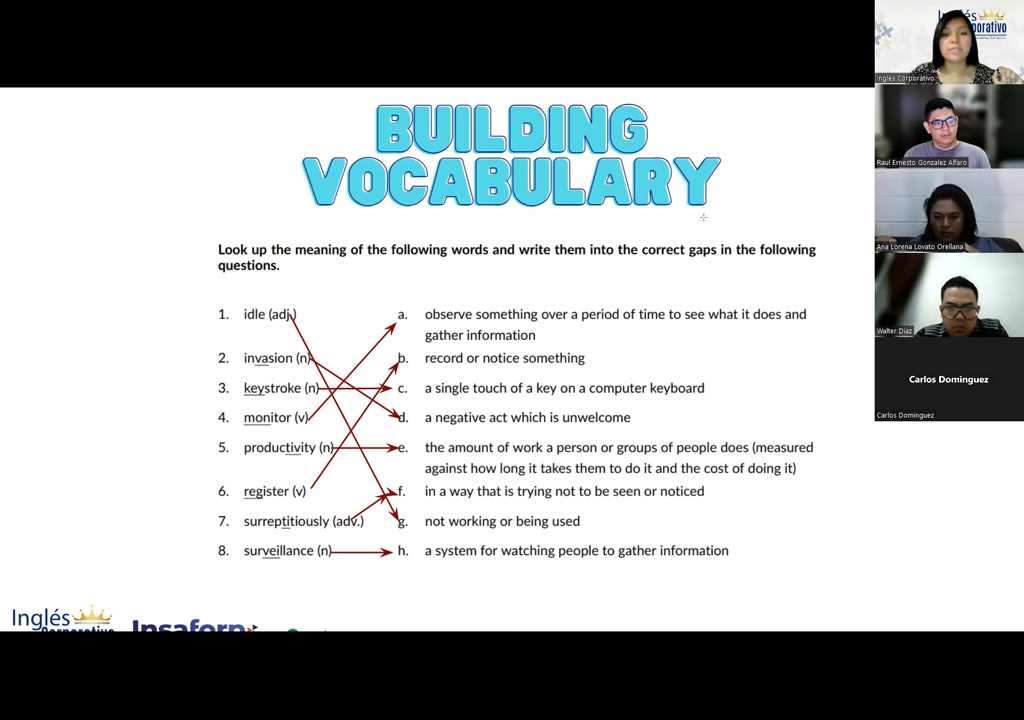 BUILDING
VOCABULARY
Look up the meaning of the following words and write them into the correct gaps in the following
questions.
1. idle (adj.)
2. invasion (n)
3. keystroke (n)
4. monitor (v)
5. productivity (n)
6. register (v)
7. surreptitiously (adv.)
8. surveillance (n)
a. observe something over a period of time to see what it does and
gather information
b. record or notice something
c. a single touch of a key on a computer keyboard
d. a negative act which is unwelcome
e. the amount of work a person or groups of people does (measured
against how long it takes them to do it and the cost of doing it)
f. in a way that is trying not to be seen or noticed
g. not working or being used
h. a system for watching people to gather information
Inglés
Corporativo
Insaforp
Inglés Corporativo
Raul Ernesto Gonzalez Alfaro
Ana Lorena Lovato Orellana
Walter Diaz
Carlos Dominguez
Carlos Dominguez